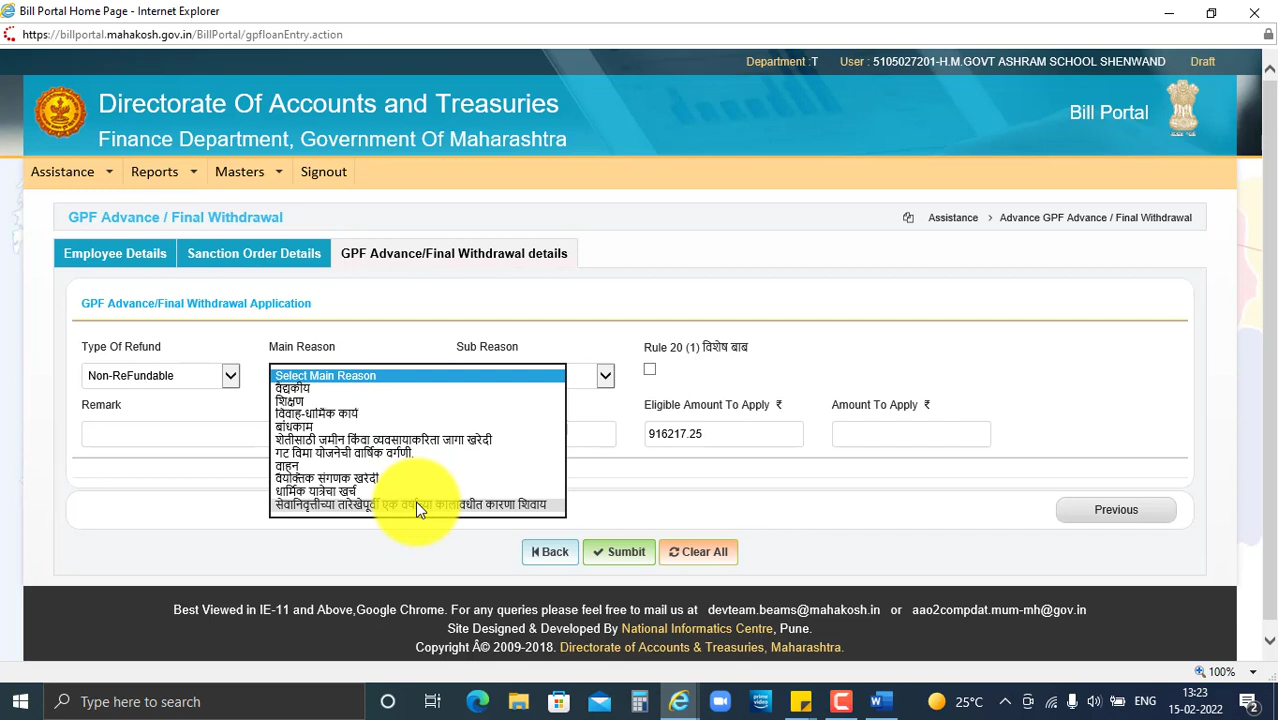 Bill Portal Home Page - Internet Explorer
https://billportal.mahakosh.gov.in/BillPortal/gpfloanEntry.action
Department :T User : 5105027201-H.M.GOVT ASHRAM SCHOOL SHENWAND Draft
Directorate Of Accounts and Treasuries
Finance Department, Government Of Maharashtra
Bill Portal
Assistance Reports Masters Signout
GPF Advance / Final Withdrawal
Assistance > Advance GPF Advance / Final Withdrawal
Employee Details Sanction Order Details GPF Advance/Final Withdrawal details
GPF Advance/Final Withdrawal Application
Type Of Refund Main Reason Sub Reason Rule 20 (1) विशेष बाब
Non-ReFundable
Select Main Reason
वैद्यकीय
शिक्षण
विवाह-धार्मिक कार्य
बांधकाम
शेतीसाठी जमीन किंवा व्यवसायाकरिता जागा खरेदी
गट विमा योजनेची वार्षिक वर्गणी.
वाहन
वैयक्तिक संगणक खरेदी
धार्मिक यात्रेचा खर्च
सेवानिवृत्तीच्या तारखेपूर्वी एक वर्षाच्या कालावधीत कारणा शिवाय
Remark Eligible Amount To Apply ₹ Amount To Apply ₹
916217.25
Previous
Back Sumbit Clear All
Best Viewed in IE-11 and Above,Google Chrome. For any queries please feel free to mail us at devteam.beams@mahakosh.in or aao2compdat.mum-mh@gov.in
Site Designed & Developed By National Informatics Centre, Pune.
Copyright Â© 2009-2018. Directorate of Accounts & Treasuries, Maharashtra.
100%
Type here to search
25°C ENG 13:23
15-02-2022
2